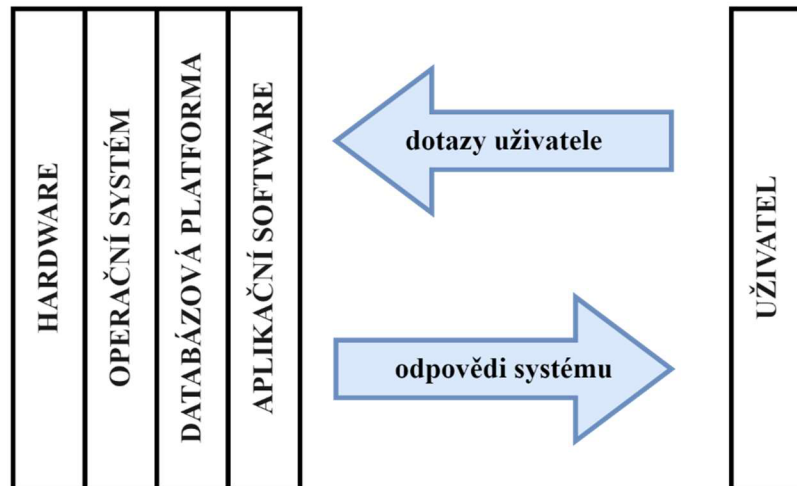 HARDWARE
OPERAČNÍ SYSTÉM
DATABÁZOVÁ PLATFORMA
APLIKAČNÍ SOFTWARE
dotazy uživatele
odpovědi systému
UŽIVATEL